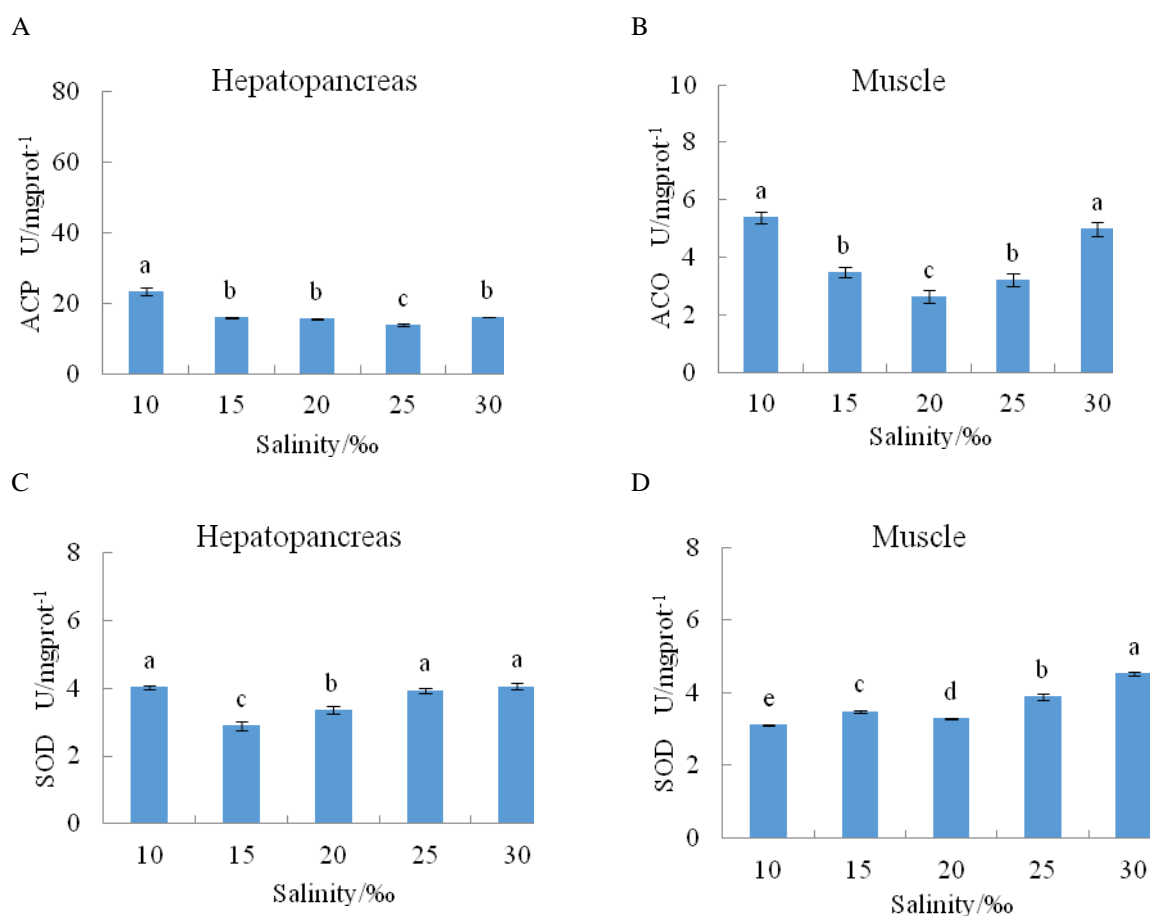 A
Hepatopancreas
ACP U/mgprot⁻¹
80
60
40
20
0
a
b
b
c
b
10 15 20 25 30
Salinity/‰
B
Muscle
ACO U/mgprot⁻¹
10
8
6
4
2
0
a
b
c
b
a
10 15 20 25 30
Salinity/‰
C
Hepatopancreas
SOD U/mgprot⁻¹
8
6
4
2
0
a
c
b
a
a
10 15 20 25 30
Salinity/‰
D
Muscle
SOD U/mgprot⁻¹
8
6
4
2
0
e
c
d
b
a
10 15 20 25 30
Salinity/‰